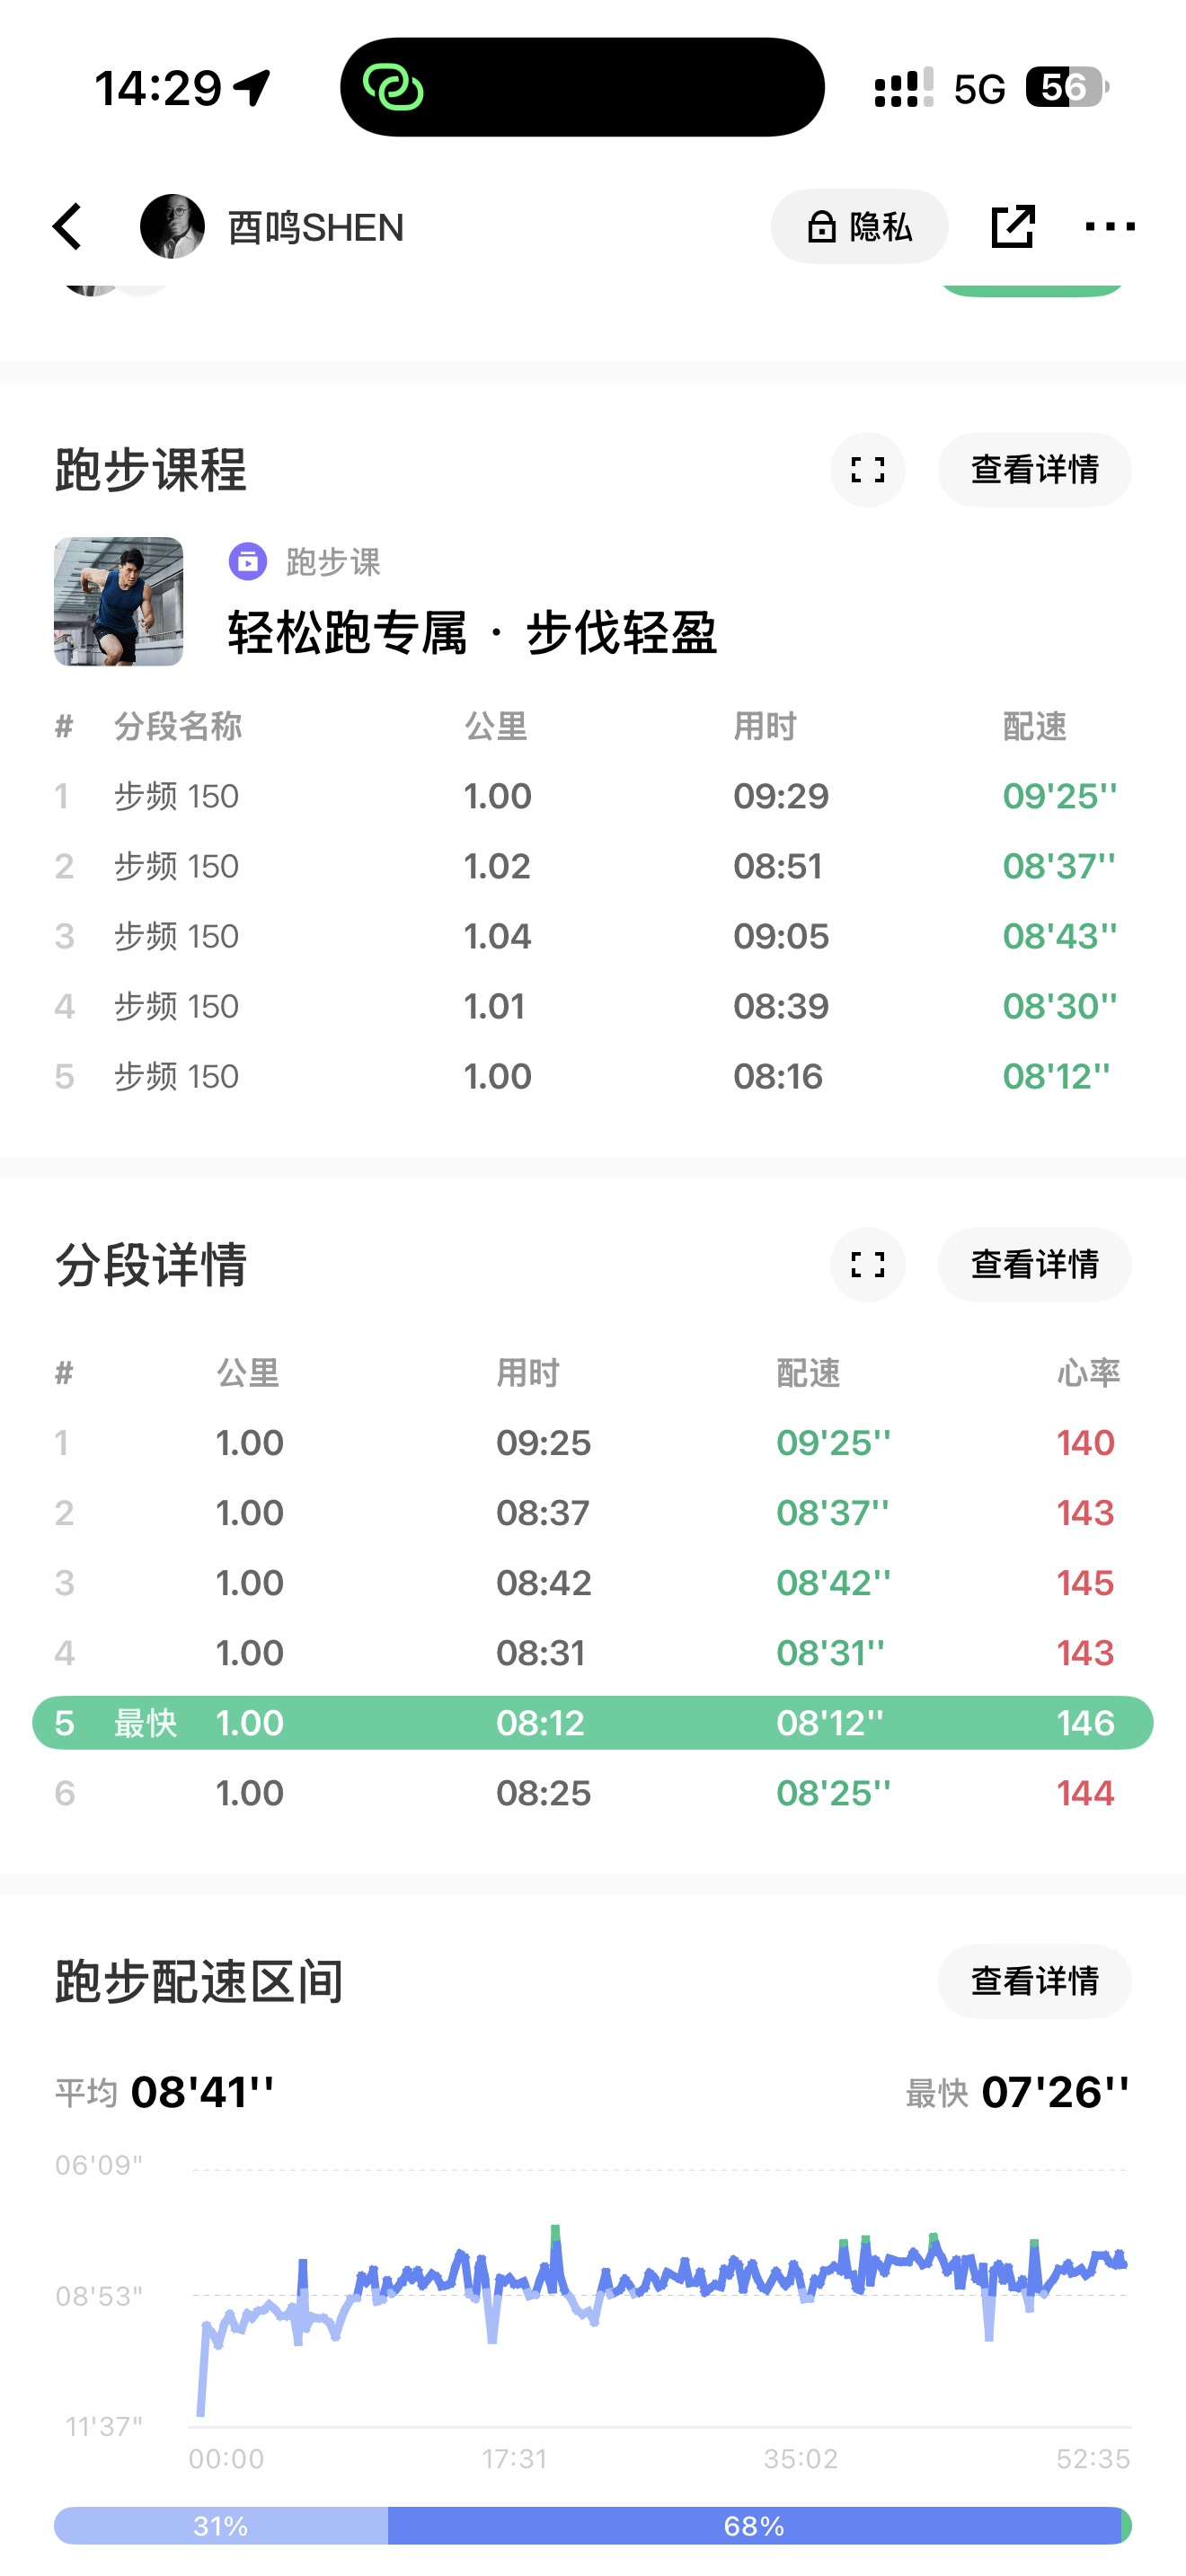 14:29 5G 56
酉鸣SHEN 隐私
跑步课程 查看详情
跑步课
轻松跑专属 · 步伐轻盈
# 分段名称 公里 用时 配速
1 步频 150 1.00 09:29 09'25''
2 步频 150 1.02 08:51 08'37''
3 步频 150 1.04 09:05 08'43''
4 步频 150 1.01 08:39 08'30''
5 步频 150 1.00 08:16 08'12''
分段详情 查看详情
# 公里 用时 配速 心率
1 1.00 09:25 09'25'' 140
2 1.00 08:37 08'37'' 143
3 1.00 08:42 08'42'' 145
4 1.00 08:31 08'31'' 143
5 最快 1.00 08:12 08'12'' 146
6 1.00 08:25 08'25'' 144
跑步配速区间 查看详情
平均 08'41'' 最快 07'26''
06'09"
08'53"
11'37"
00:00 17:31 35:02 52:35
31% 68%